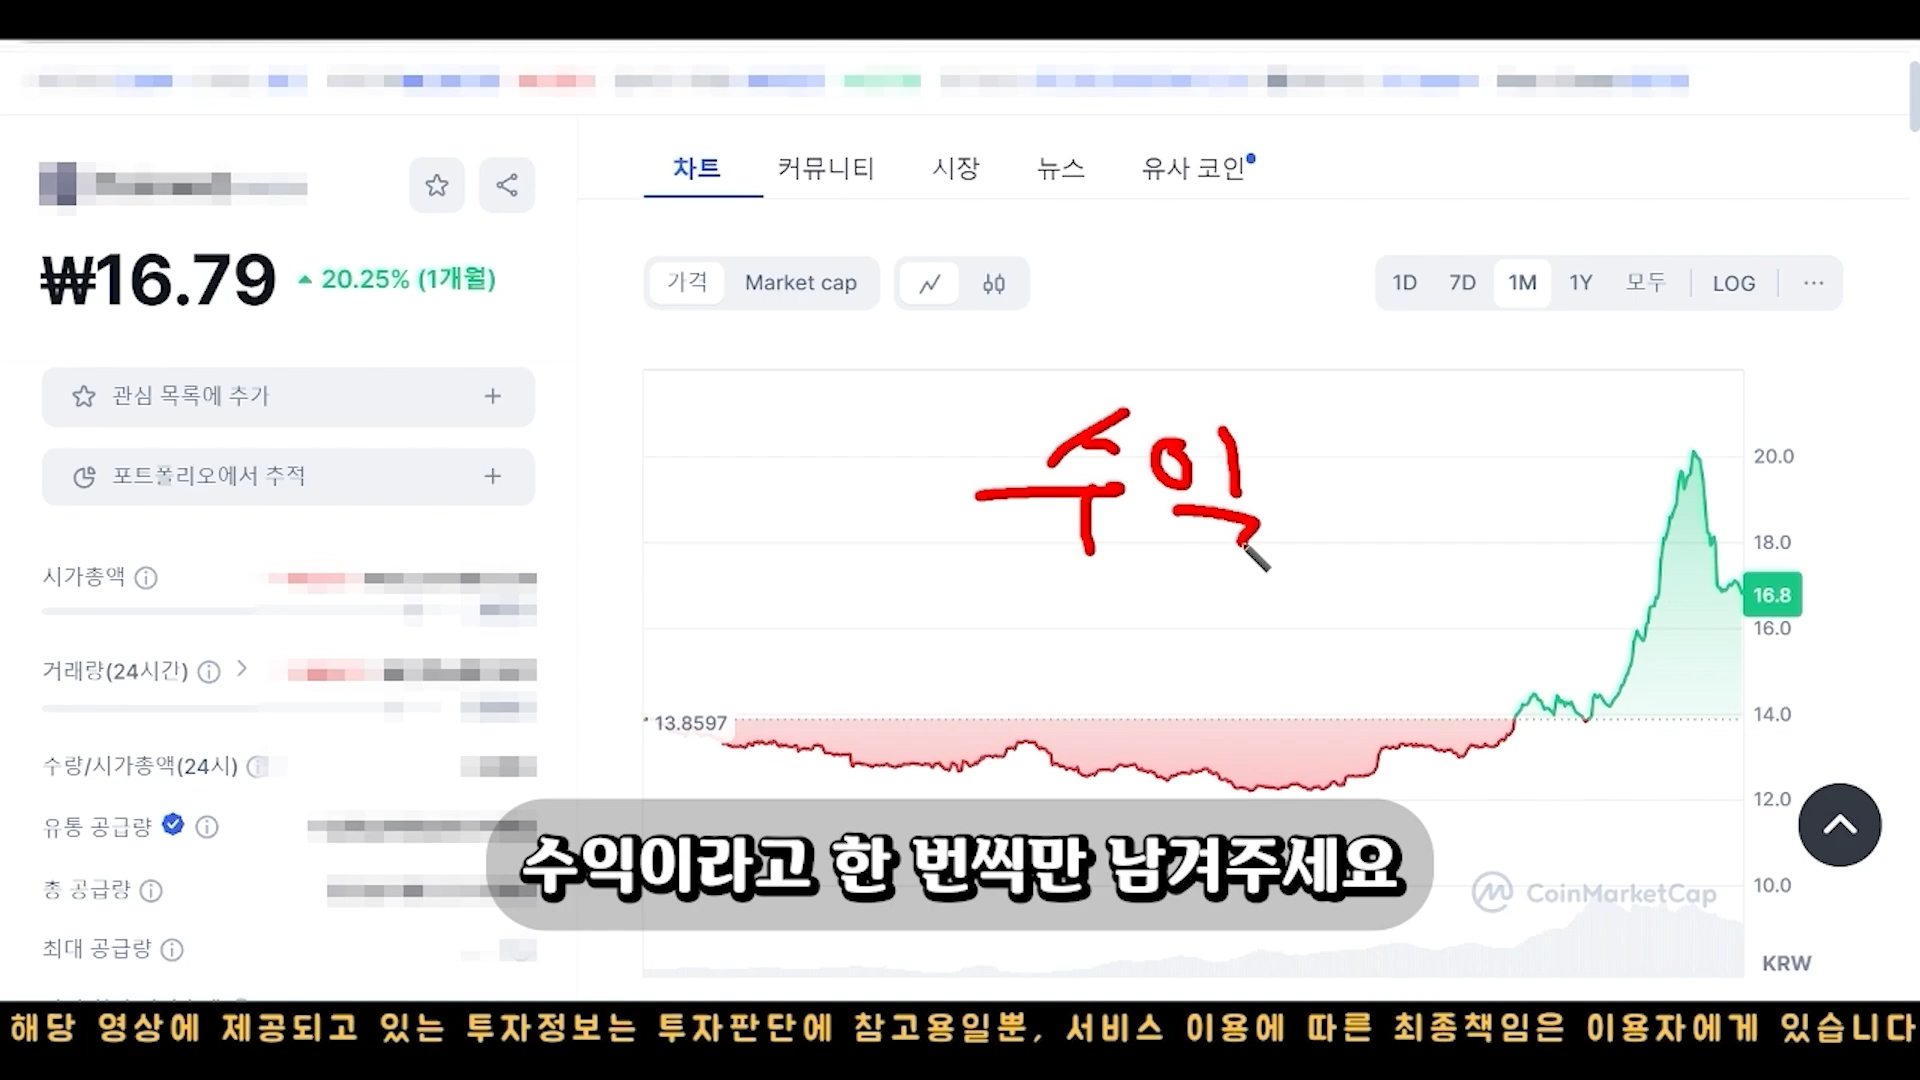 차트 커뮤니티 시장 뉴스 유사 코인
₩16.79 20.25% (1개월)
가격 Market cap 1D 7D 1M 1Y 모두 LOG ...
관심 목록에 추가 +
포트폴리오에서 추적 +
시가총액
거래량(24시간)
수량/시가총액(24시)
유통 공급량
총 공급량
최대 공급량
수익
20.0
18.0
16.8
16.0
14.0
13.8597
12.0
10.0
CoinMarketCap
KRW
수익이라고 한 번씩만 남겨주세요
해당 영상에 제공되고 있는 투자정보는 투자판단에 참고용일뿐, 서비스 이용에 따른 최종책임은 이용자에게 있습니다